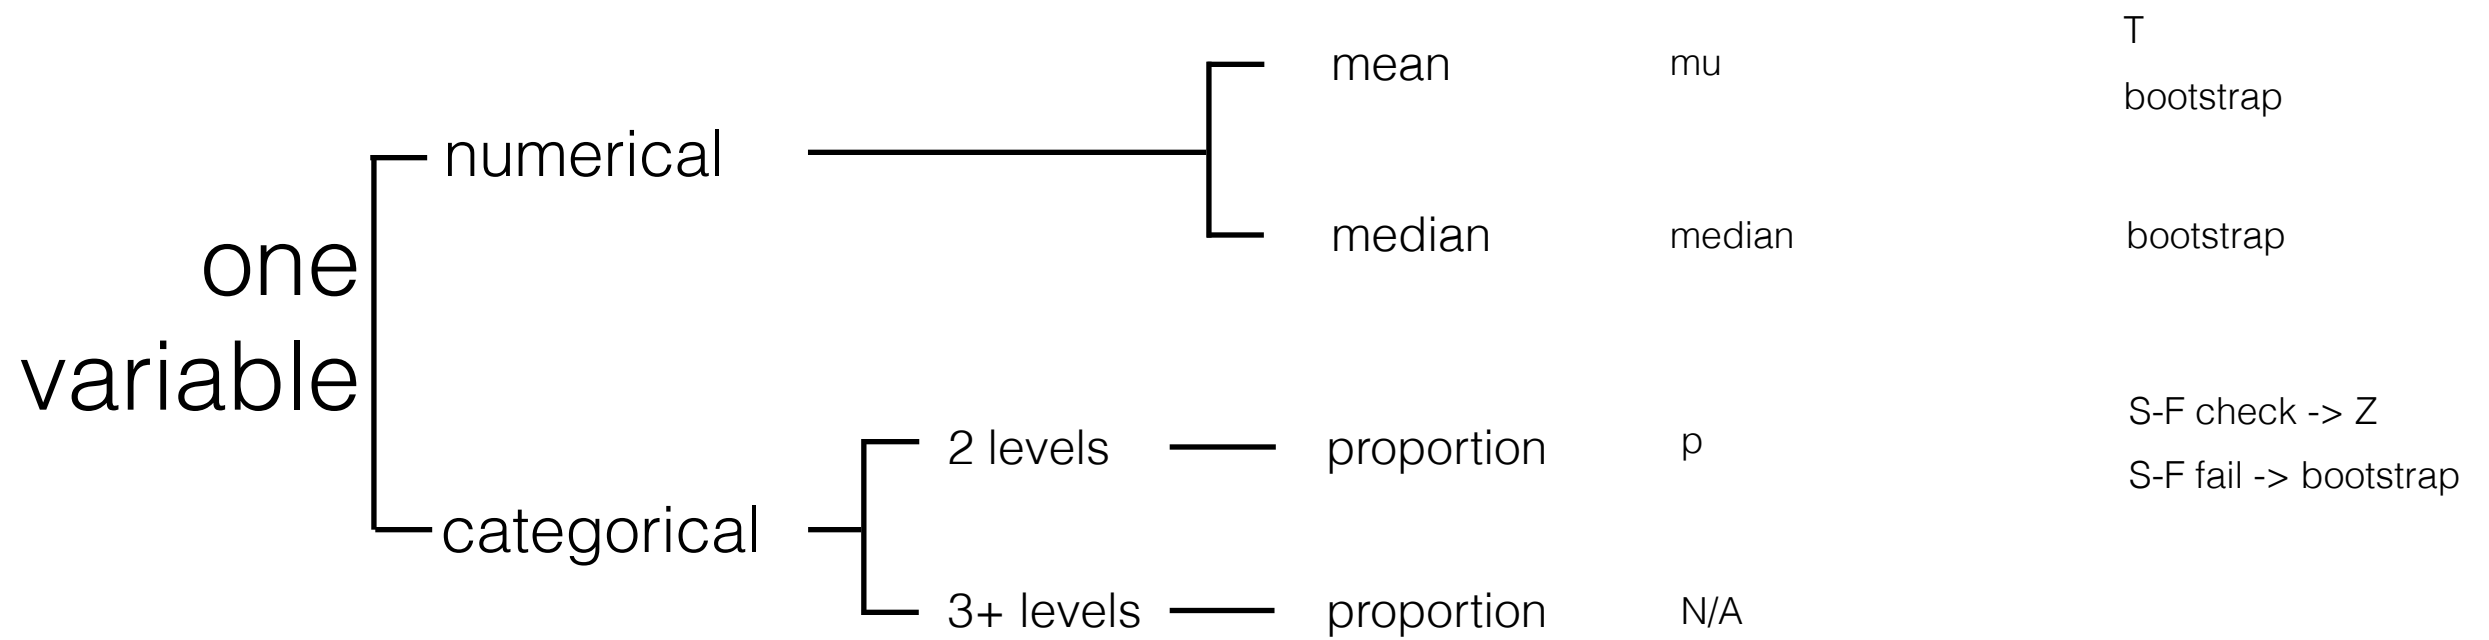 one
variable
numerical
mean
mu
T
bootstrap
median
median
bootstrap
categorical
2 levels
proportion
p
S-F check -> Z
S-F fail -> bootstrap
3+ levels
proportion
N/A